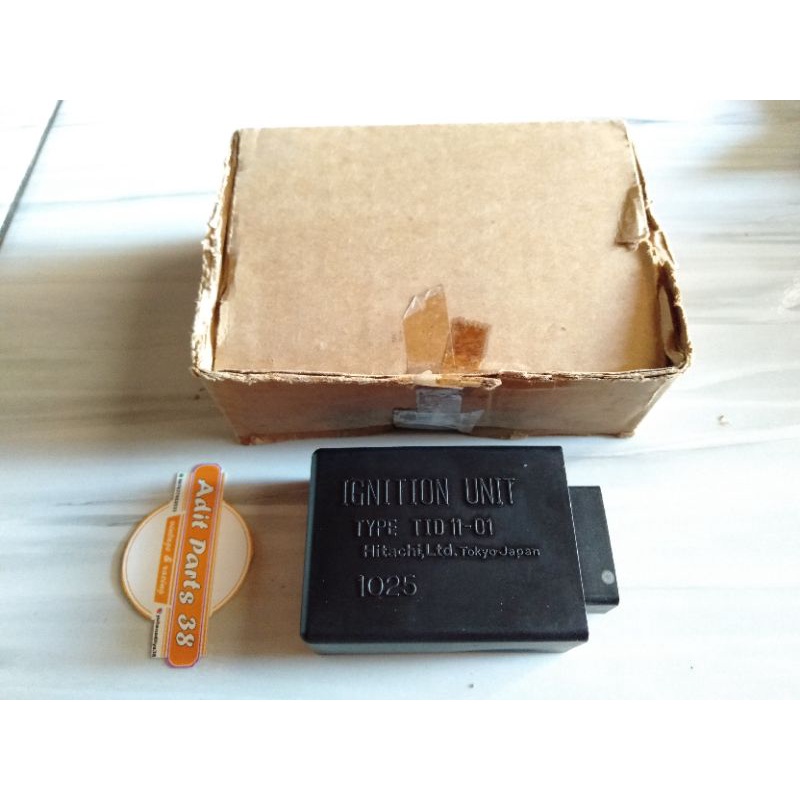 IGNITION UNIT
TYPE TID 11-01
Hitachi, Ltd. Tokyo-Japan
1025
Adit Parts 38